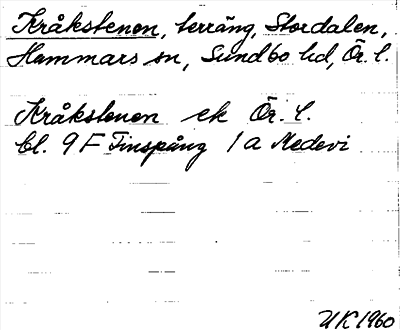 Kråkstenen, terräng, Stordalen,
Hammars sn, Sundbo hd, Ör. l.
Kråkstenen ek Ör. l.
bl. 9 F Finspång 1 a Medevi
UK 1960